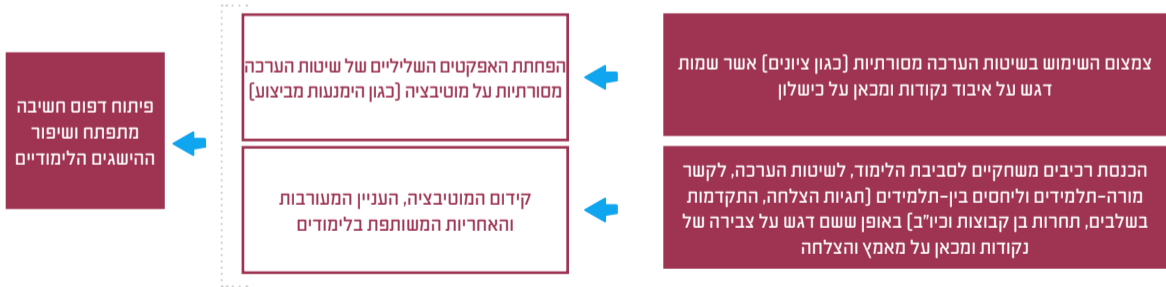 צמצום השימוש בשיטות הערכה מסורתיות (כגון ציונים) אשר שמות
דגש על איבוד נקודות ומכאן על כישלון
הפחתת האפקטים השליליים של שיטות הערכה
מסורתיות על מוטיבציה (כגון הימנעות מביצוע)
הכנסת רכיבים משחקיים לסביבת הלימוד, לשיטות הערכה, לקשר
מורה-תלמידים וליחסים בין-תלמידים (תגיות הצלחה, התקדמות
בשלבים, תחרות בן קבוצות וכיו"ב) באופן ששם דגש על צבירה של
נקודות ומכאן על מאמץ והצלחה
קידום המוטיבציה, העניין המעורבות
והאחריות המשותפת בלימודים
פיתוח דפוס חשיבה
מתפתח ושיפור
ההישגים הלימודיים